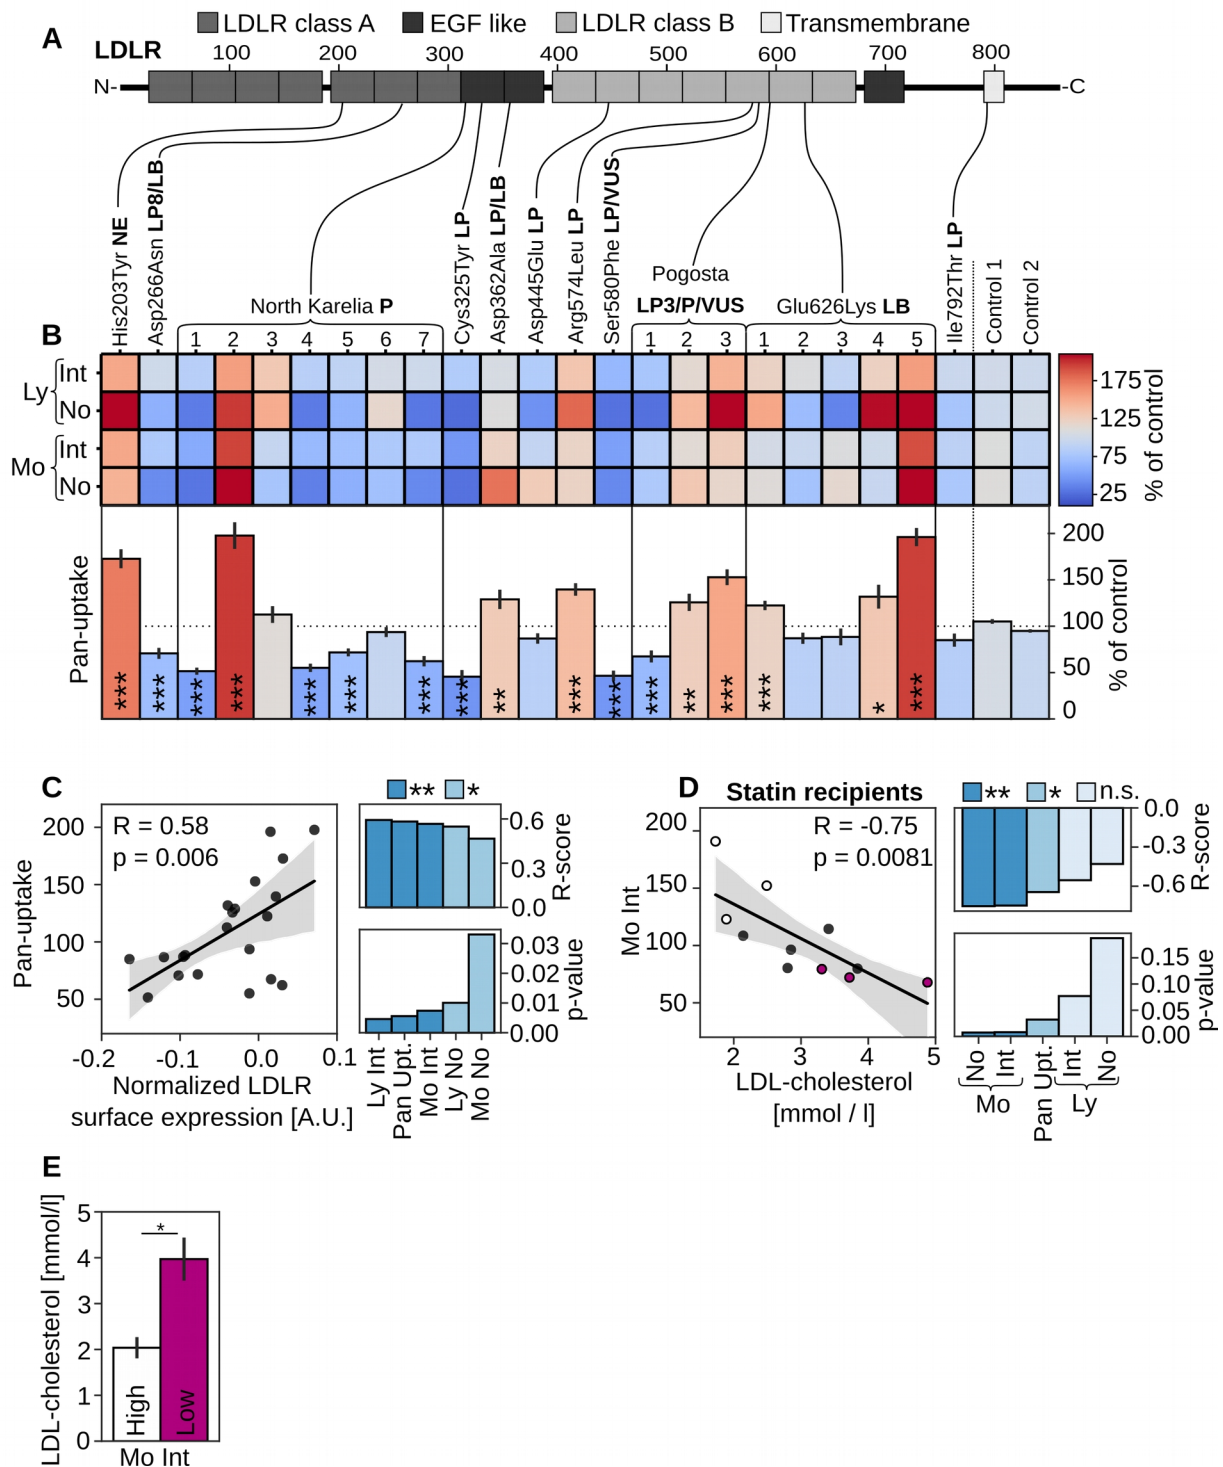 A
LDLR class A EGF like LDLR class B Transmembrane
LDLR
100 200 300 400 500 600 700 800
N- -C
His203Tyr NE
Asp266Asn LP8/LB
North Karelia P
Cys325Tyr LP
Asp362Ala LP/LB
Asp445Glu LP
Arg574Leu LP
Ser580Phe LP/VUS
Pogosta
LP3/P/VUS
Glu626Lys LB
Ile792Thr LP
Control 1
Control 2
B
1 2 3 4 5 6 7 1 2 3 1 2 3 4 5
Ly Int
No
Mo Int
No
175
125
75
25
% of control
Pan-uptake
200
150
100
50
0
% of control
*** *** *** *** *** *** *** *** ** *** *** *** ** *** *** * ***
C
R = 0.58
p = 0.006
200
150
100
50
Pan-uptake
-0.2 -0.1 0.0 0.1
Normalized LDLR
surface expression [A.U.]
** *
0.6
0.3
0.0
R-score
0.03
0.02
0.01
0.00
p-value
Ly Int
Pan Upt.
Mo Int
Ly No
Mo No
D
Statin recipients
R = -0.75
p = 0.0081
200
150
100
50
Mo Int
2 3 4 5
LDL-cholesterol
[mmol / l]
** * n.s.
0.0
-0.3
-0.6
R-score
0.15
0.10
0.05
0.00
p-value
No
Int
Pan Upt.
Int
No
Mo Ly
E
LDL-cholesterol [mmol/l]
5
4
3
2
1
0
*
High
Low
Mo Int